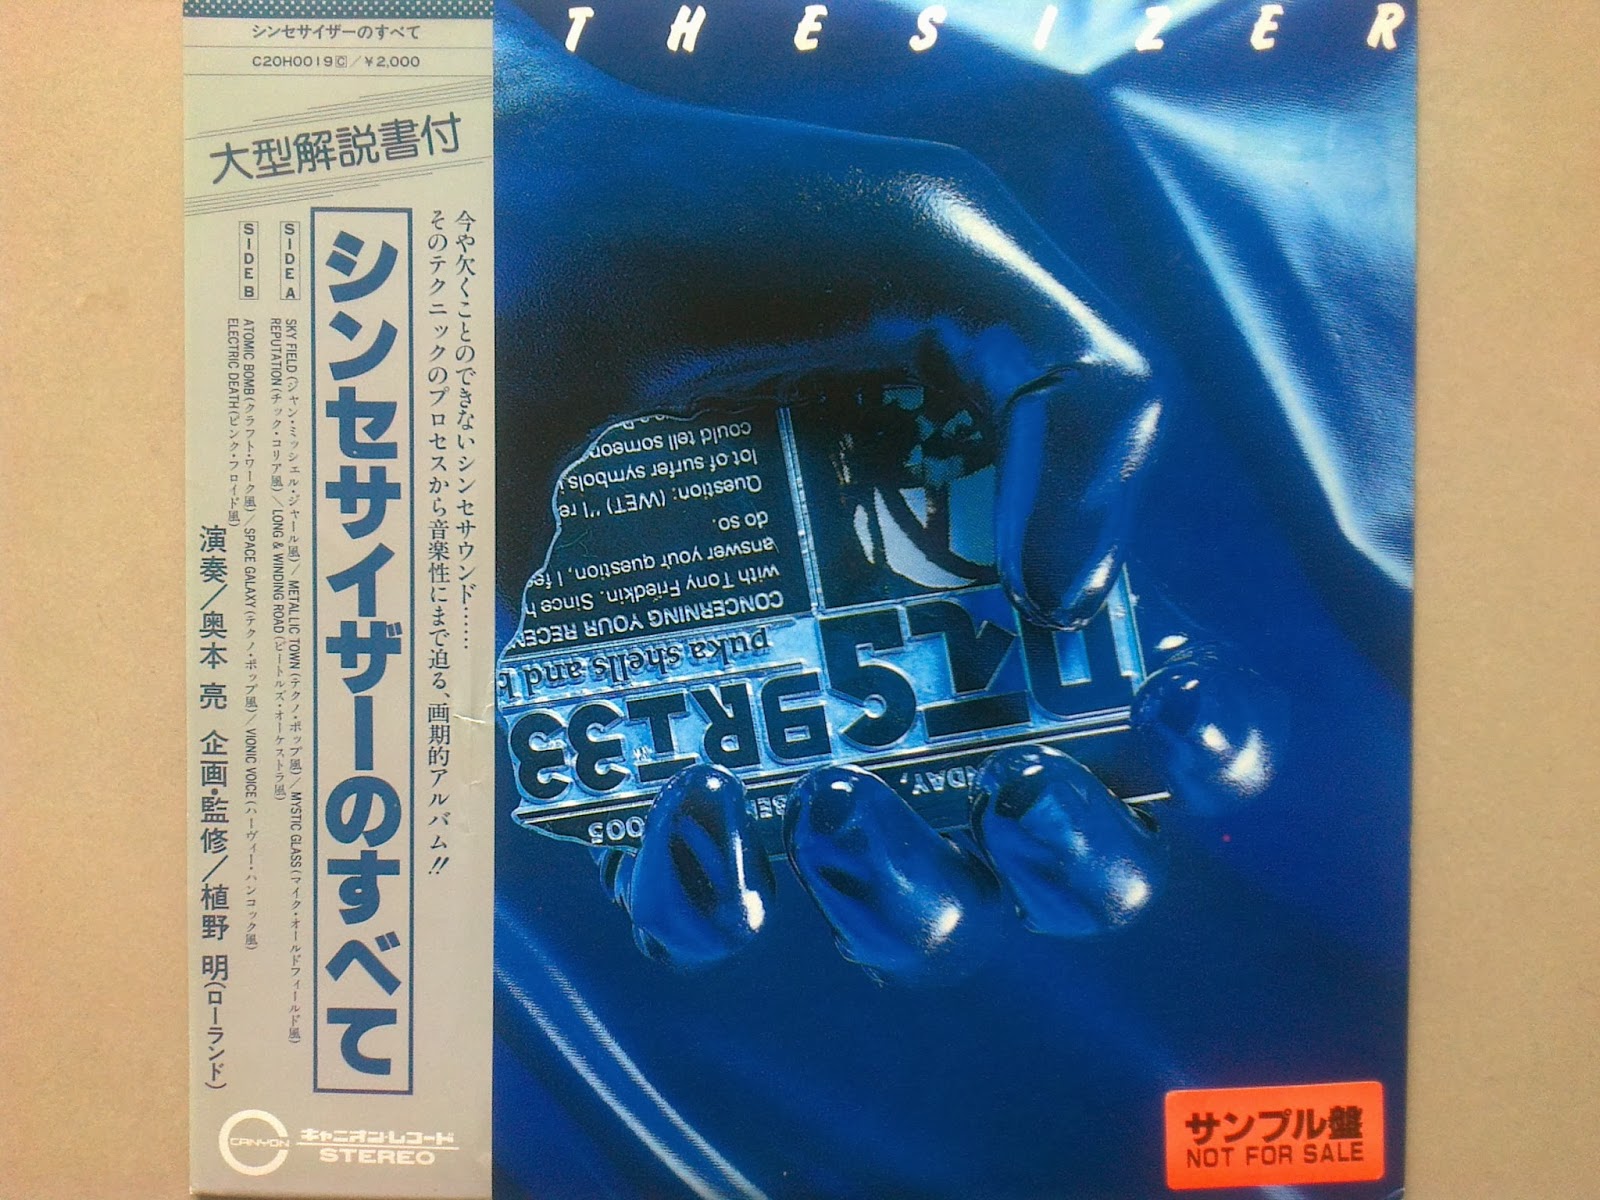 シンセサイザーのすべて
C20H0019Ⓒ/¥2,000
大型解説書付
今や欠くことのできないシンセサウンド……
そのテクニックのプロセスから音楽性にまで迫る、画期的アルバム!!
シンセサイザーのすべて
SIDE A
SKY FIELD(ジャン・ミッシェル・ジャール風)/METALLIC TOWN(テクノ・ポップ風)/MYSTIC GLASS(マイク・オールドフィールド風)
REPUTATION(チック・コリア風)/LONG & WINDING ROAD(ビートルズ・オーケストラ風)
SIDE B
ATOMIC BOMB(クラフト・ワーク風)/SPACE GALAXY(テクノ・ポップ風)/VIONIC VOICE(ハーヴィー・ハンコック風)
ELECTRIC DEATH(ピンク・フロイド風)
演奏/奥本 亮 企画・監修/植野 明(ローランド)
CANYON
キャニオン・レコード
STEREO
THESIZER
could tell someon
lot of surfer symbols
Question: (WET) "I re
do so.
answer your question, I fee
with Tony Friedkin. Since h
CONCERNING YOUR RECEN
puka shells and
サンプル盤
NOT FOR SALE